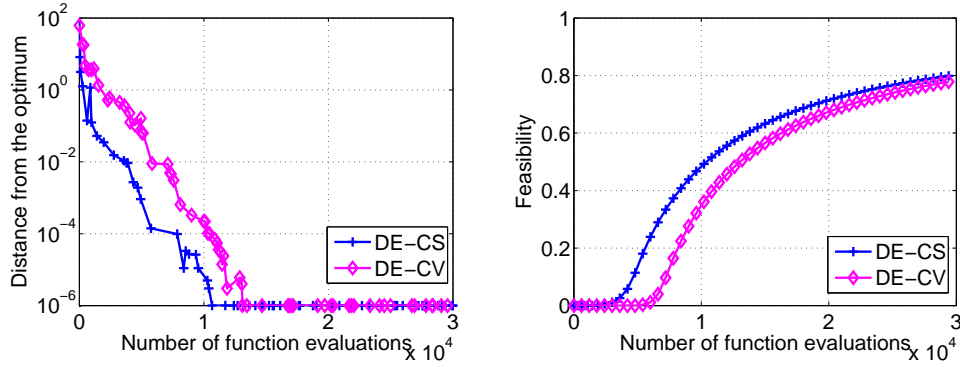 Distance from the optimum
10^2
10^0
10^−2
10^−4
10^−6
0
1
2
3
Number of function evaluations
x 10^4
DE−CS
DE−CV
Feasibility
1
0.8
0.6
0.4
0.2
0
0
1
2
3
Number of function evaluations
x 10^4
DE−CS
DE−CV